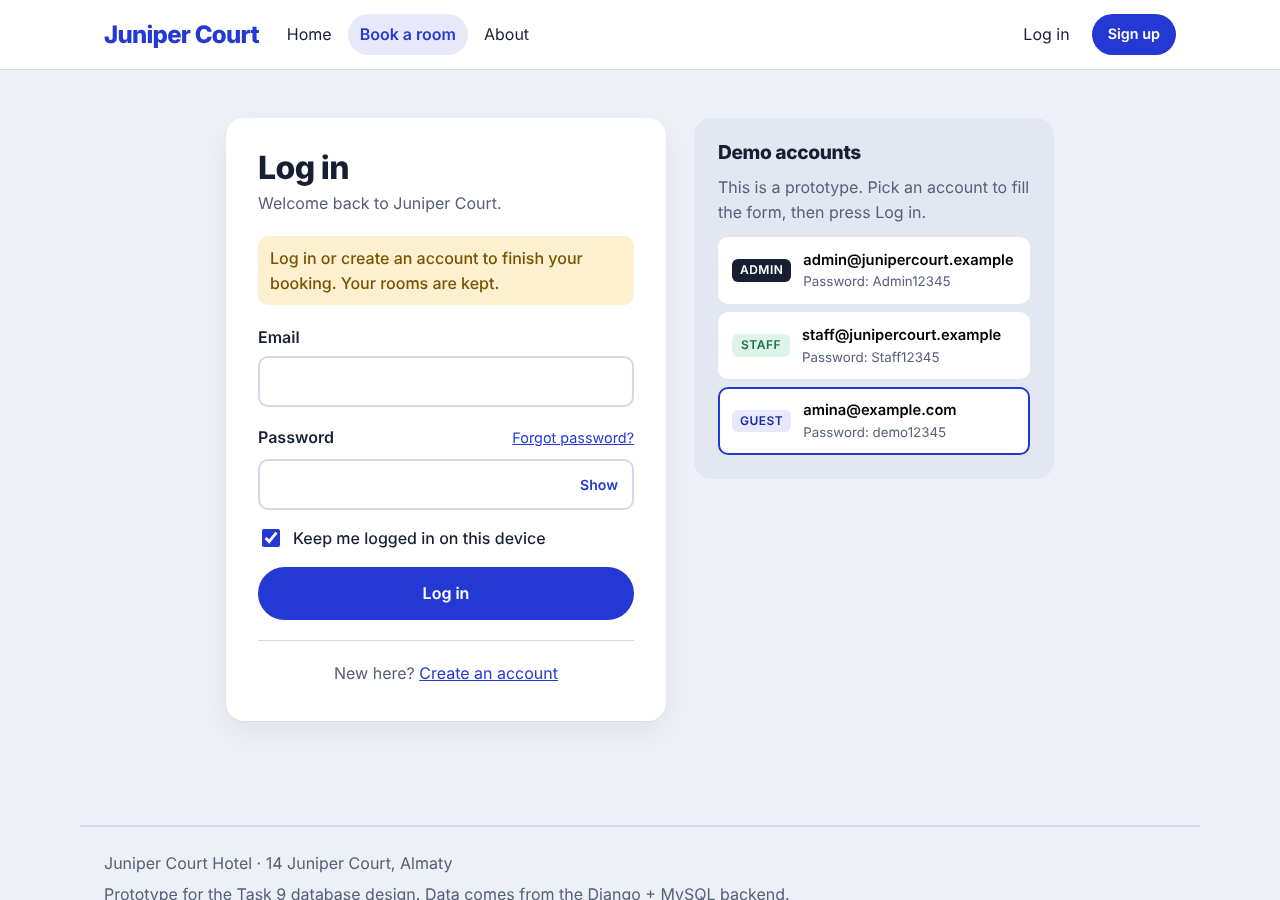 Juniper Court Home Book a room About Log in Sign up
Log in
Welcome back to Juniper Court.
Log in or create an account to finish your
booking. Your rooms are kept.
Email
Password Forgot password?
Show
Keep me logged in on this device
Log in
New here? Create an account
Demo accounts
This is a prototype. Pick an account to fill
the form, then press Log in.
ADMIN admin@junipercourt.example
Password: Admin12345
STAFF staff@junipercourt.example
Password: Staff12345
GUEST amina@example.com
Password: demo12345
Juniper Court Hotel · 14 Juniper Court, Almaty
Prototype for the Task 9 database design. Data comes from the Django + MySQL backend.